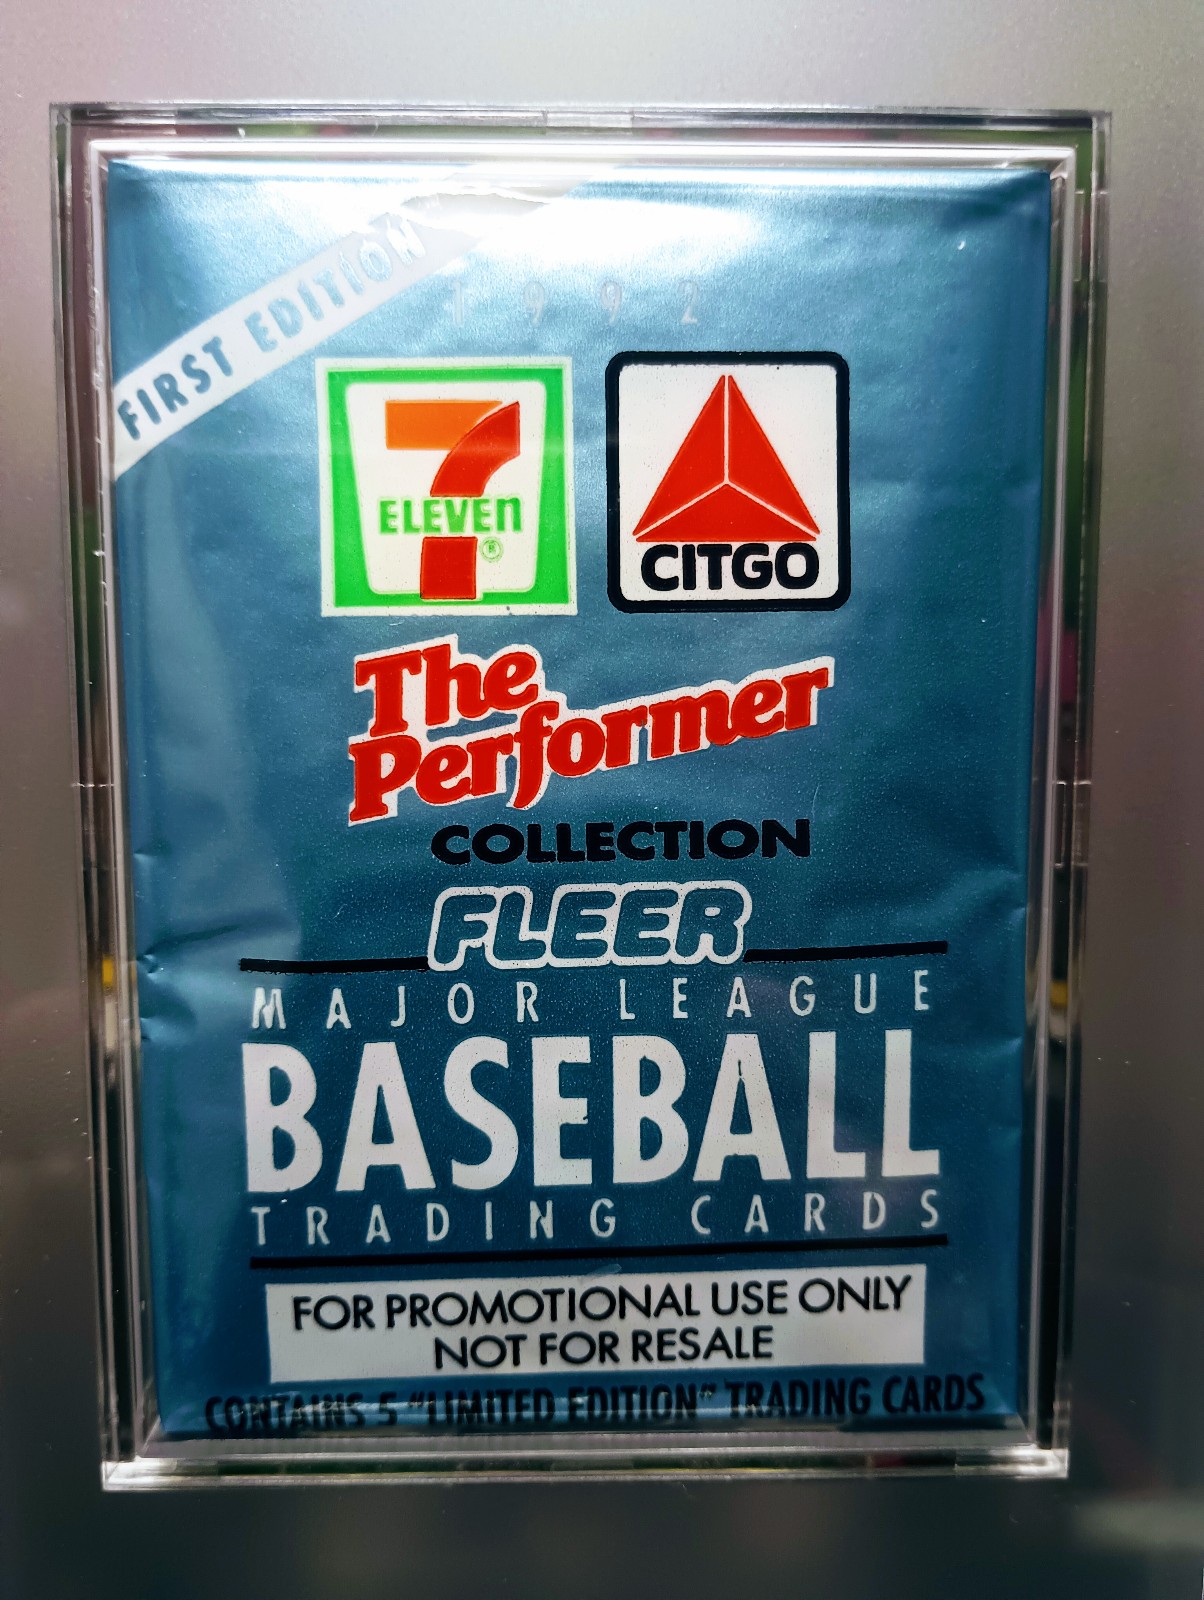 FIRST EDITION
1992
7
ELEVEn
®
CITGO
The
Performer
COLLECTION
FLEER
MAJOR LEAGUE
BASEBALL
TRADING CARDS
FOR PROMOTIONAL USE ONLY
NOT FOR RESALE
CONTAINS 5 "LIMITED EDITION" TRADING CARDS